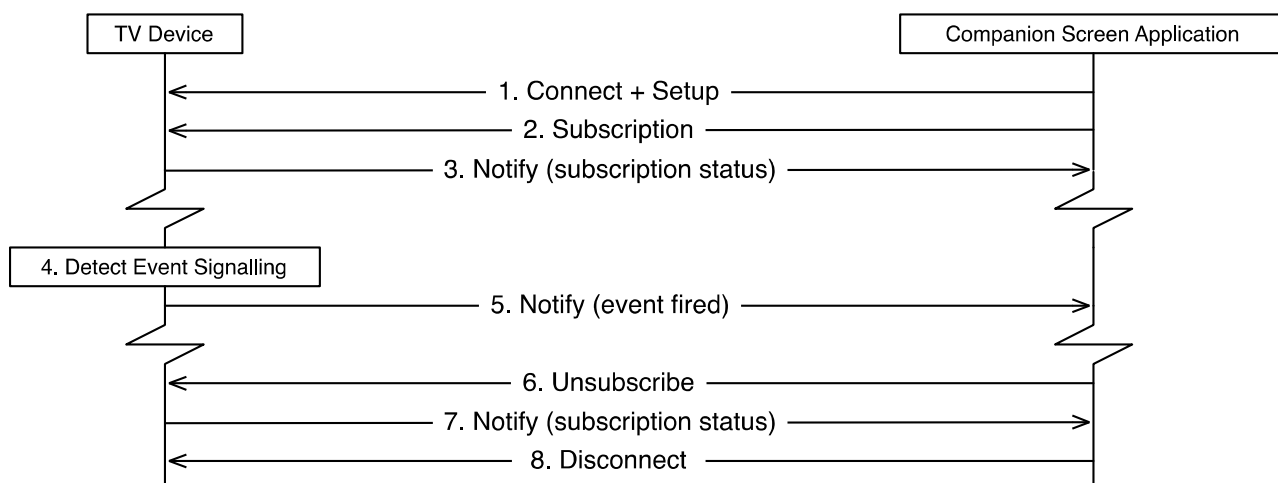 TV Device
Companion Screen Application
1. Connect + Setup
2. Subscription
3. Notify (subscription status)
4. Detect Event Signalling
5. Notify (event fired)
6. Unsubscribe
7. Notify (subscription status)
8. Disconnect